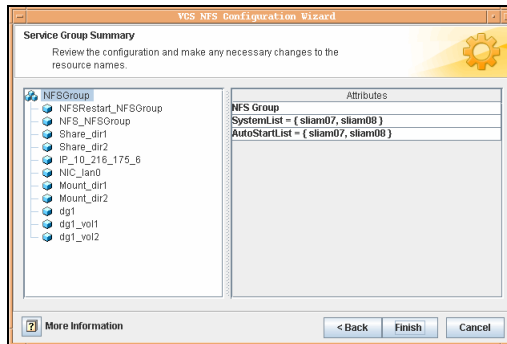 VCS NFS Configuration Wizard
Service Group Summary
Review the configuration and make any necessary changes to the
resource names.
NFSGroup
NFSRestart_NFSGroup
NFS_NFSGroup
Share_dir1
Share_dir2
IP_10_216_175_6
NIC_lan0
Mount_dir1
Mount_dir2
dg1
dg1_vol1
dg1_vol2
Attributes
NFS Group
SystemList = { sliam07, sliam08 }
AutoStartList = { sliam07, sliam08 }
? More Information
< Back
Finish
Cancel